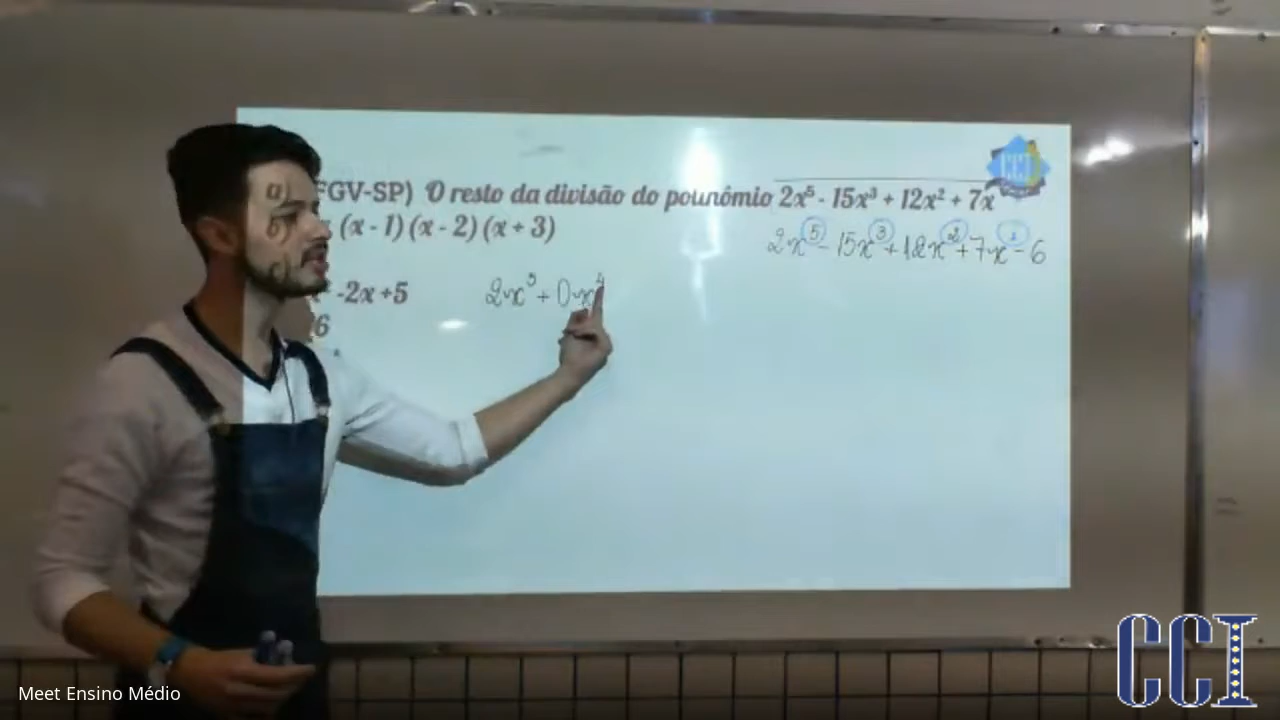 FGV-SP) O resto da divisão do polinômio 2x⁵ - 15x³ + 12x² + 7x
(x - 1) (x - 2) (x + 3)
2x⁵ - 15x³ + 12x² + 7x - 6
-2x +5
2x⁵ + 0x⁴
6
CCI
CCI
Meet Ensino Médio